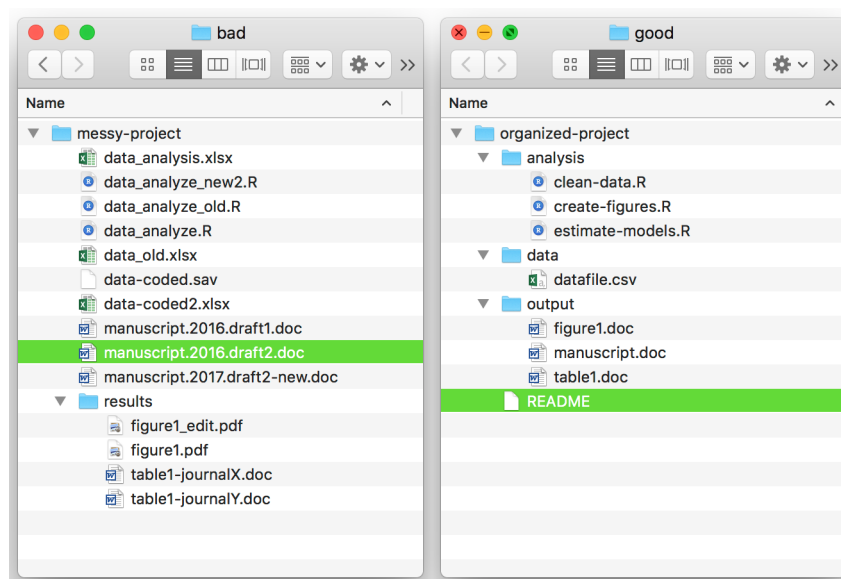 bad
Name
messy-project
data_analysis.xlsx
data_analyze_new2.R
data_analyze_old.R
data_analyze.R
data_old.xlsx
data-coded.sav
data-coded2.xlsx
manuscript.2016.draft1.doc
manuscript.2016.draft2.doc
manuscript.2017.draft2-new.doc
results
figure1_edit.pdf
figure1.pdf
table1-journalX.doc
table1-journalY.doc
good
Name
organized-project
analysis
clean-data.R
create-figures.R
estimate-models.R
data
datafile.csv
output
figure1.doc
manuscript.doc
table1.doc
README